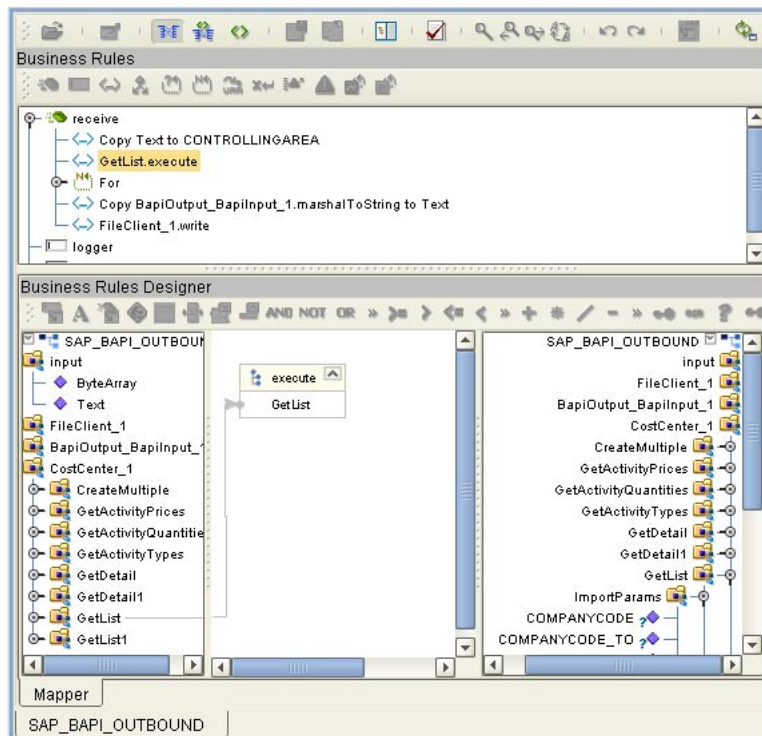 Business Rules
receive
Copy Text to CONTROLLINGAREA
GetList.execute
For
Copy BapiOutput_BapiInput_1.marshalToString to Text
FileClient_1.write
logger
Business Rules Designer
AND NOT OR » >= > <= < » + * / - » ?
SAP_BAPI_OUTBOUN
input
ByteArray
Text
FileClient_1
BapiOutput_BapiInput_1
CostCenter_1
CreateMultiple
GetActivityPrices
GetActivityQuantitie
GetActivityTypes
GetDetail
GetDetail1
GetList
GetList1
execute
GetList
SAP_BAPI_OUTBOUND
input
FileClient_1
BapiOutput_BapiInput_1
CostCenter_1
CreateMultiple
GetActivityPrices
GetActivityQuantities
GetActivityTypes
GetDetail
GetDetail1
GetList
ImportParams
COMPANYCODE
COMPANYCODE_TO
Mapper
SAP_BAPI_OUTBOUND